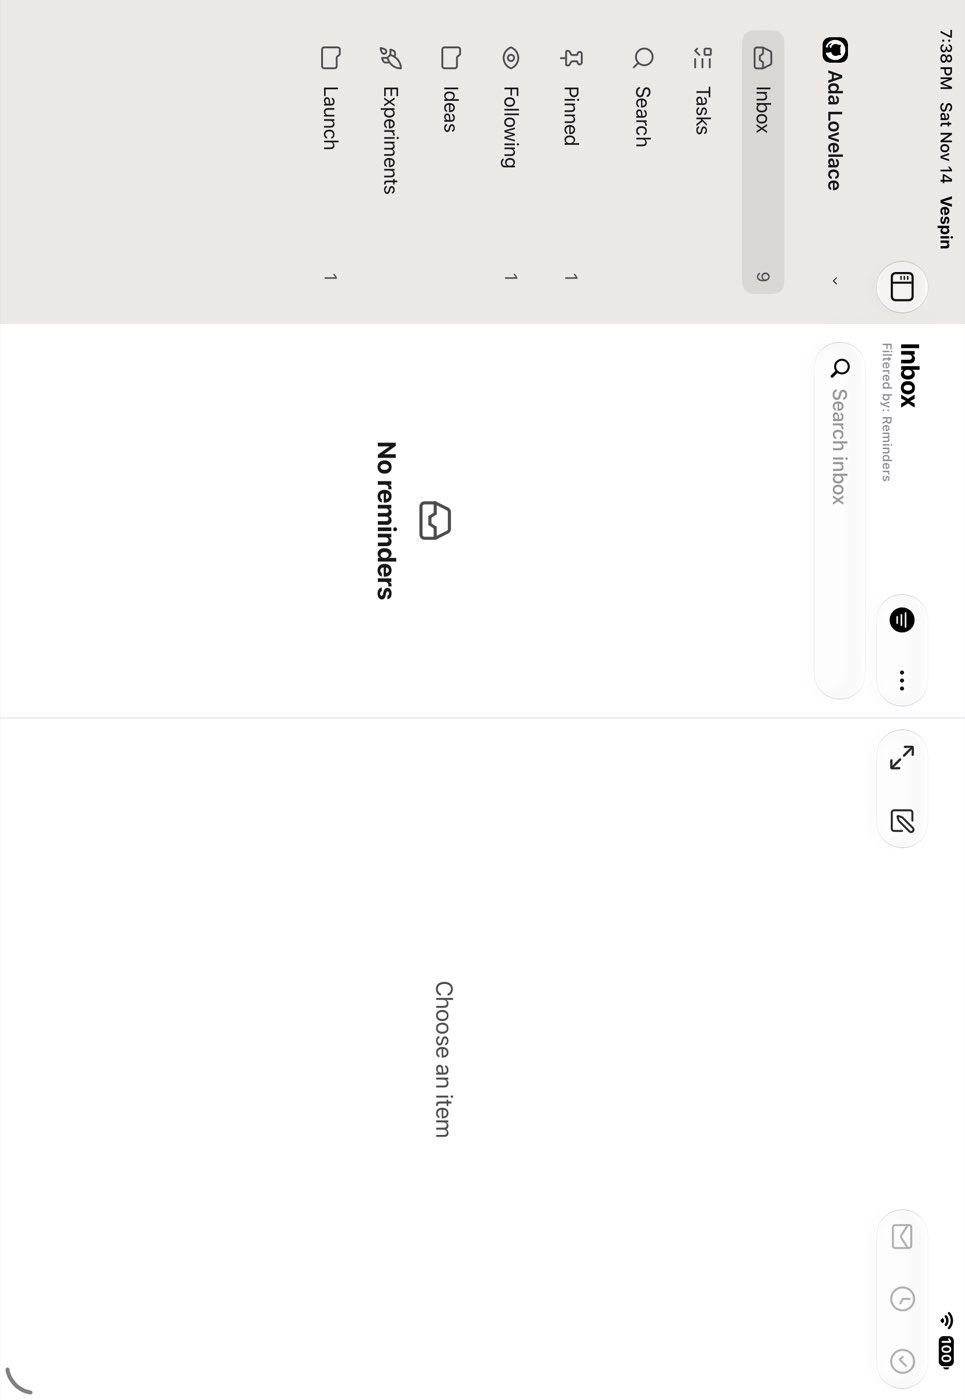 7:38 PM Sat Nov 14 Vespin
100
Ada Lovelace
Inbox 9
Tasks
Search
Pinned 1
Following 1
Ideas
Experiments
Launch 1
Inbox
Filtered by: Reminders
Search inbox
No reminders
Choose an item